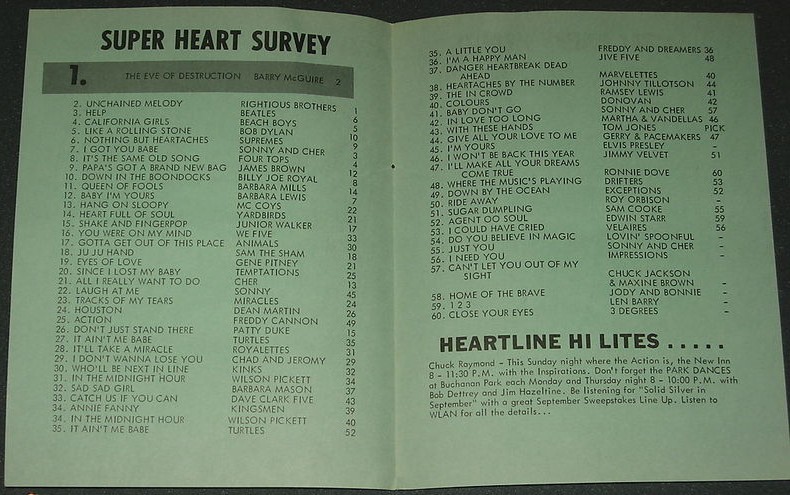 SUPER HEART SURVEY
1. THE EVE OF DESTRUCTION BARRY McGUIRE 2
2. UNCHAINED MELODY RIGHTIOUS BROTHERS 1
3. HELP BEATLES
4. CALIFORNIA GIRLS BEACH BOYS 6
5. LIKE A ROLLING STONE BOB DYLAN 5
6. NOTHING BUT HEARTACHES SUPREMES 10
7. I GOT YOU BABE SONNY AND CHER 9
8. IT'S THE SAME OLD SONG FOUR TOPS 3
9. PAPA'S GOT A BRAND NEW BAG JAMES BROWN 4
10. DOWN IN THE BOONDOCKS BILLY JOE ROYAL 12
11. QUEEN OF FOOLS BARBARA MILLS 8
12. BABY I'M YOURS BARBARA LEWIS 14
13. HANG ON SLOOPY MC COYS 7
14. HEART FULL OF SOUL YARDBIRDS 22
15. SHAKE AND FINGERPOP JUNIOR WALKER 21
16. YOU WERE ON MY MIND WE FIVE 17
17. GOTTA GET OUT OF THIS PLACE ANIMALS 33
18. JU JU HAND SAM THE SHAM 30
19. EYES OF LOVE GENE PITNEY 18
20. SINCE I LOST MY BABY TEMPTATIONS 21
21. ALL I REALLY WANT TO DO CHER 25
22. LAUGH AT ME SONNY 13
23. TRACKS OF MY TEARS MIRACLES 45
24. HOUSTON DEAN MARTIN 24
25. ACTION FREDDY CANNON 26
26. DON'T JUST STAND THERE PATTY DUKE 49
27. IT AIN'T ME BABE TURTLES 15
28. IT'LL TAKE A MIRACLE ROYALETTES 35
29. I DON'T WANNA LOSE YOU CHAD AND JEROMY 31
30. WHO'LL BE NEXT IN LINE KINKS 29
31. IN THE MIDNIGHT HOUR WILSON PICKETT 32
32. SAD SAD GIRL BARBARA MASON 34
33. CATCH US IF YOU CAN DAVE CLARK FIVE 37
34. ANNIE FANNY KINGSMEN 43
34. IN THE MIDNIGHT HOUR WILSON PICKETT 39
35. IT AIN'T ME BABE TURTLES 40
52
35. A LITTLE YOU FREDDY AND DREAMERS 36
36. I'M A HAPPY MAN JIVE FIVE 48
37. DANGER HEARTBREAK DEAD
AHEAD MARVELETTES 40
38. HEARTACHES BY THE NUMBER JOHNNY TILLOTSON 44
39. THE IN CROWD RAMSEY LEWIS 41
40. COLOURS DONOVAN 42
41. BABY DON'T GO SONNY AND CHER 57
42. IN LOVE TOO LONG MARTHA & VANDELLAS 46
43. WITH THESE HANDS TOM JONES PICK
44. GIVE ALL YOUR LOVE TO ME GERRY & PACEMAKERS 47
45. I'M YOURS ELVIS PRESLEY -
46. I WON'T BE BACK THIS YEAR JIMMY VELVET 51
47. I'LL MAKE ALL YOUR DREAMS
COME TRUE RONNIE DOVE 60
48. WHERE THE MUSIC'S PLAYING DRIFTERS 53
49. DOWN BY THE OCEAN EXCEPTIONS 52
50. RIDE AWAY ROY ORBISON -
51. SUGAR DUMPLING SAM COOKE 55
52. AGENT OO SOUL EDWIN STARR 59
53. I COULD HAVE CRIED VELAIRES 56
54. DO YOU BELIEVE IN MAGIC LOVIN' SPOONFUL -
55. JUST YOU SONNY AND CHER -
56. I NEED YOU IMPRESSIONS -
57. CAN'T LET YOU OUT OF MY
SIGHT CHUCK JACKSON
& MAXINE BROWN -
58. HOME OF THE BRAVE JODY AND BONNIE -
59. 1 2 3 LEN BARRY -
60. CLOSE YOUR EYES 3 DEGREES -
HEARTLINE HI LITES . . . . .
Chuck Raymond - This Sunday night where the Action is, the New Inn
8 - 11:30 P.M. with the Inspirations. Don't forget the PARK DANCES
at Buchanan Park each Monday and Thursday night 8 - 10:00 P.M. with
Bob Dettrey and Jim Hazeltine. Be listening for "Solid Silver in
September" with a great September Sweepstakes Line Up. Listen to
WLAN for all the details...